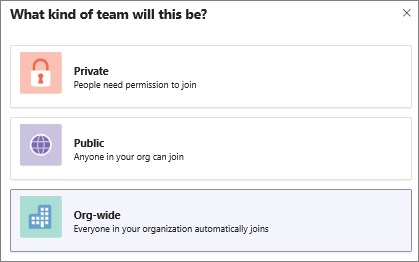 What kind of team will this be?
Private
People need permission to join
Public
Anyone in your org can join
Org-wide
Everyone in your organization automatically joins